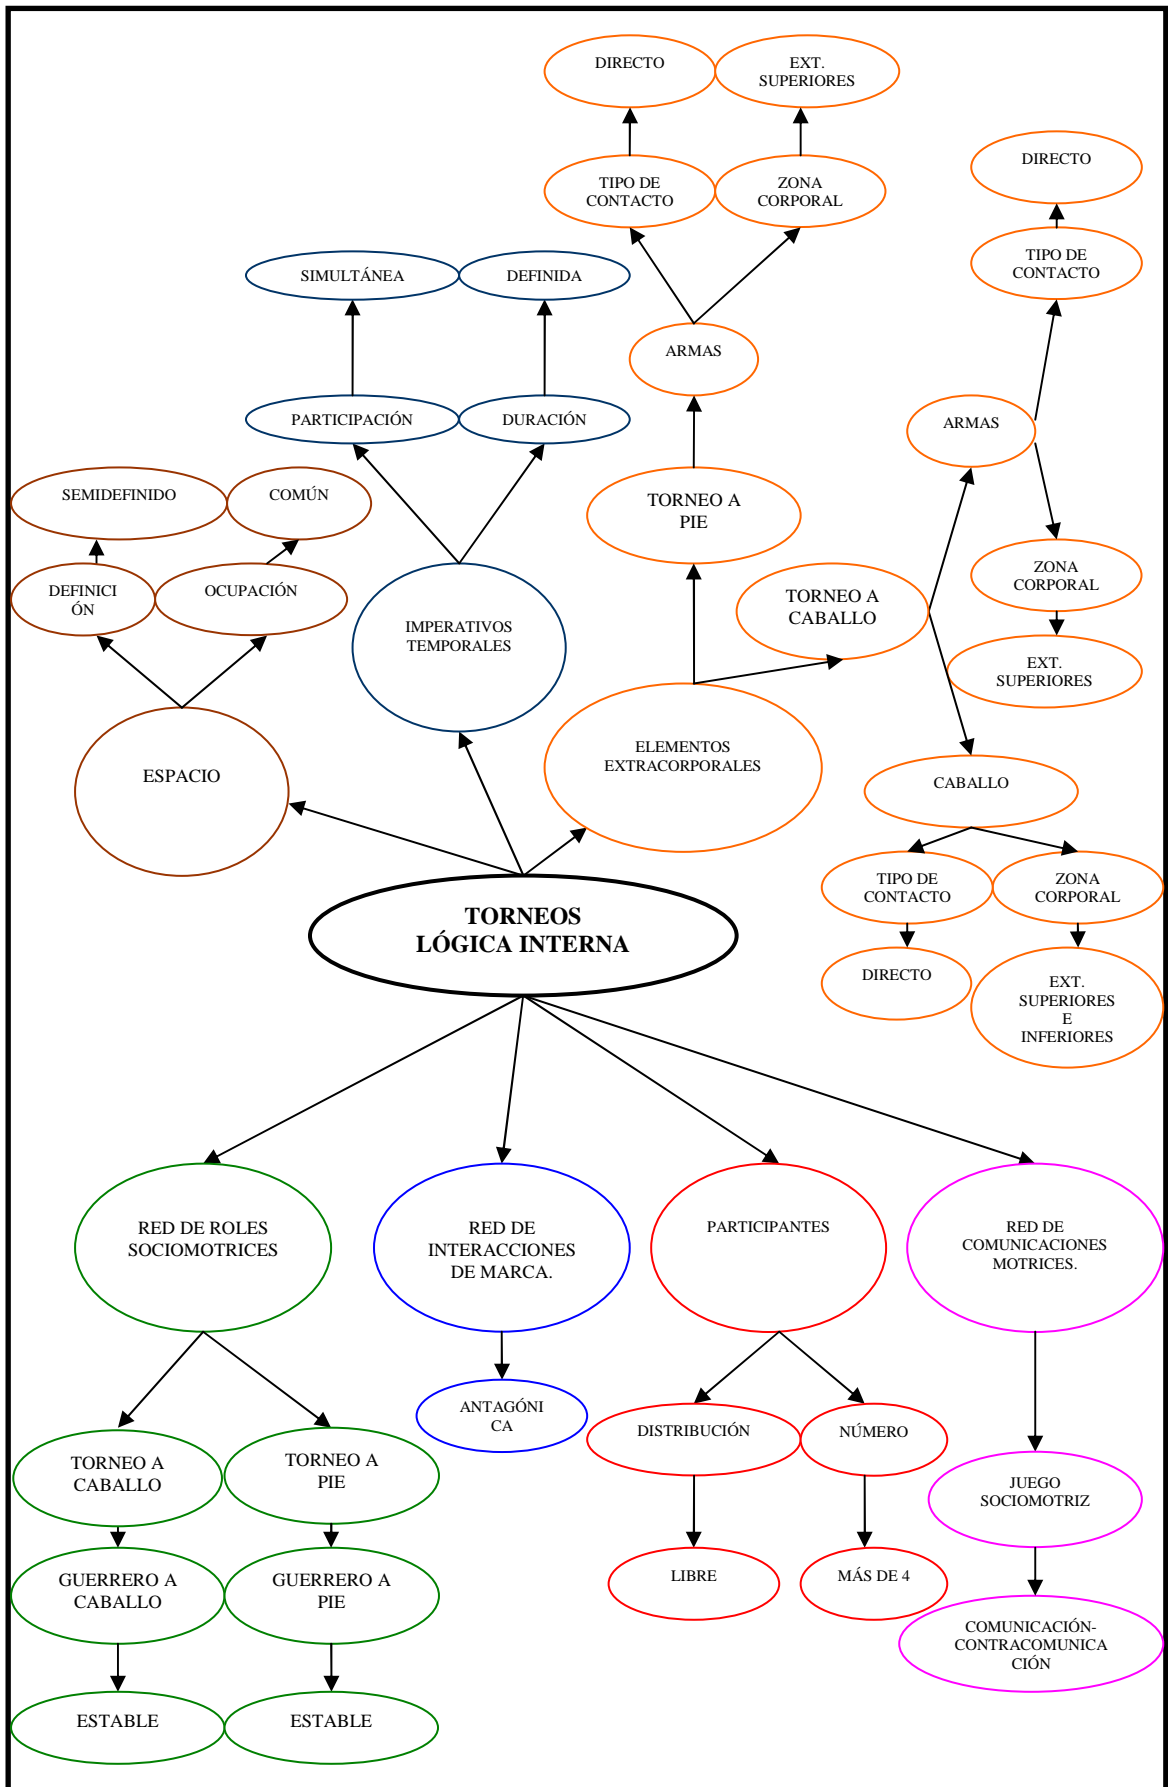 DIRECTO
EXT.
SUPERIORES
DIRECTO
TIPO DE
CONTACTO
ZONA
CORPORAL
TIPO DE
CONTACTO
SIMULTÁNEA
DEFINIDA
ARMAS
PARTICIPACIÓN
DURACIÓN
ARMAS
SEMIDEFINIDO
COMÚN
TORNEO A
PIE
ZONA
CORPORAL
DEFINICI
ÓN
OCUPACIÓN
TORNEO A
CABALLO
IMPERATIVOS
TEMPORALES
EXT.
SUPERIORES
ESPACIO
ELEMENTOS
EXTRACORPORALES
CABALLO
TIPO DE
CONTACTO
ZONA
CORPORAL
TORNEOS
LÓGICA INTERNA
DIRECTO
EXT.
SUPERIORES
E
INFERIORES
RED DE ROLES
SOCIOMOTRICES
RED DE
INTERACCIONES
DE MARCA.
PARTICIPANTES
RED DE
COMUNICACIONES
MOTRICES.
ANTAGÓNI
CA
DISTRIBUCIÓN
NÚMERO
TORNEO A
CABALLO
TORNEO A
PIE
JUEGO
SOCIOMOTRIZ
GUERRERO A
CABALLO
GUERRERO A
PIE
LIBRE
MÁS DE 4
COMUNICACIÓN-
CONTRACOMUNICA
CIÓN
ESTABLE
ESTABLE